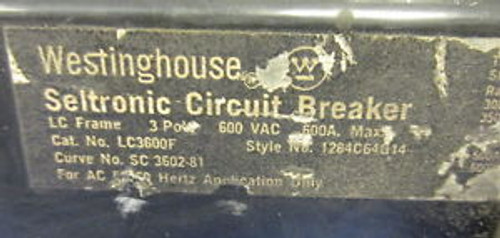 Westinghouse
W
Seltronic Circuit Breaker
LC Frame 3 Pole 600 VAC 600A. Max.
Cat. No. LC3600F Style No. 1284C64G14
Curve No. SC 3602-81
For AC Hertz Application Only